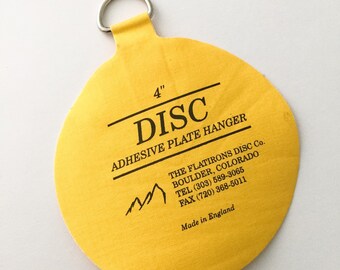 4"
DISC
ADHESIVE PLATE HANGER
THE FLATIRONS DISC Co.
BOULDER, COLORADO
TEL (303) 589-3065
FAX (720) 368-5011
Made in England